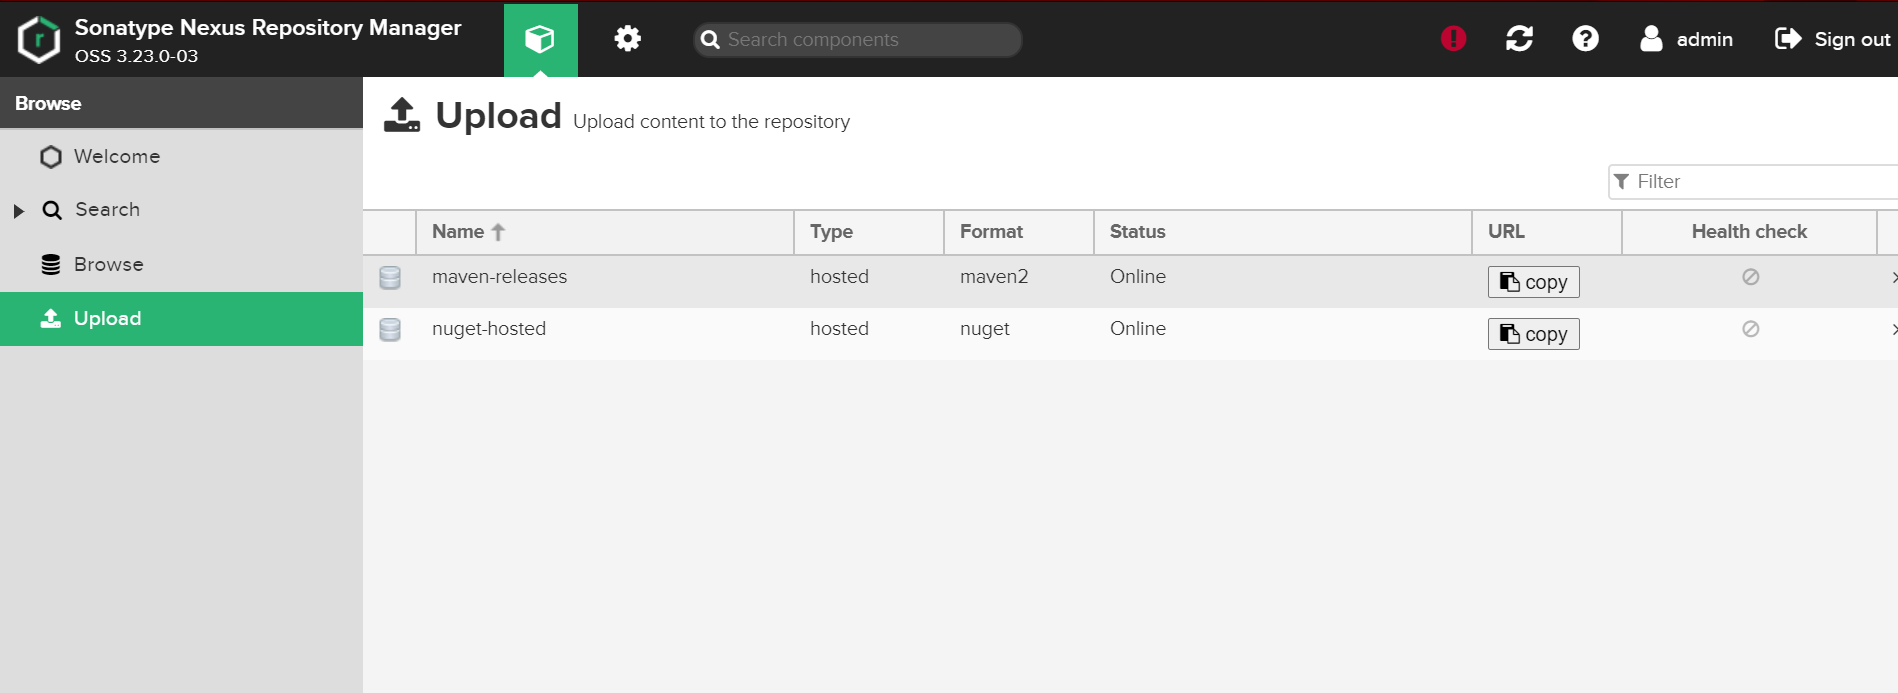 Sonatype Nexus Repository Manager
OSS 3.23.0-03
Search components
admin
Sign out
Browse
Welcome
Search
Browse
Upload
Upload Upload content to the repository
Filter
Name Type Format Status URL Health check
maven-releases hosted maven2 Online copy
nuget-hosted hosted nuget Online copy